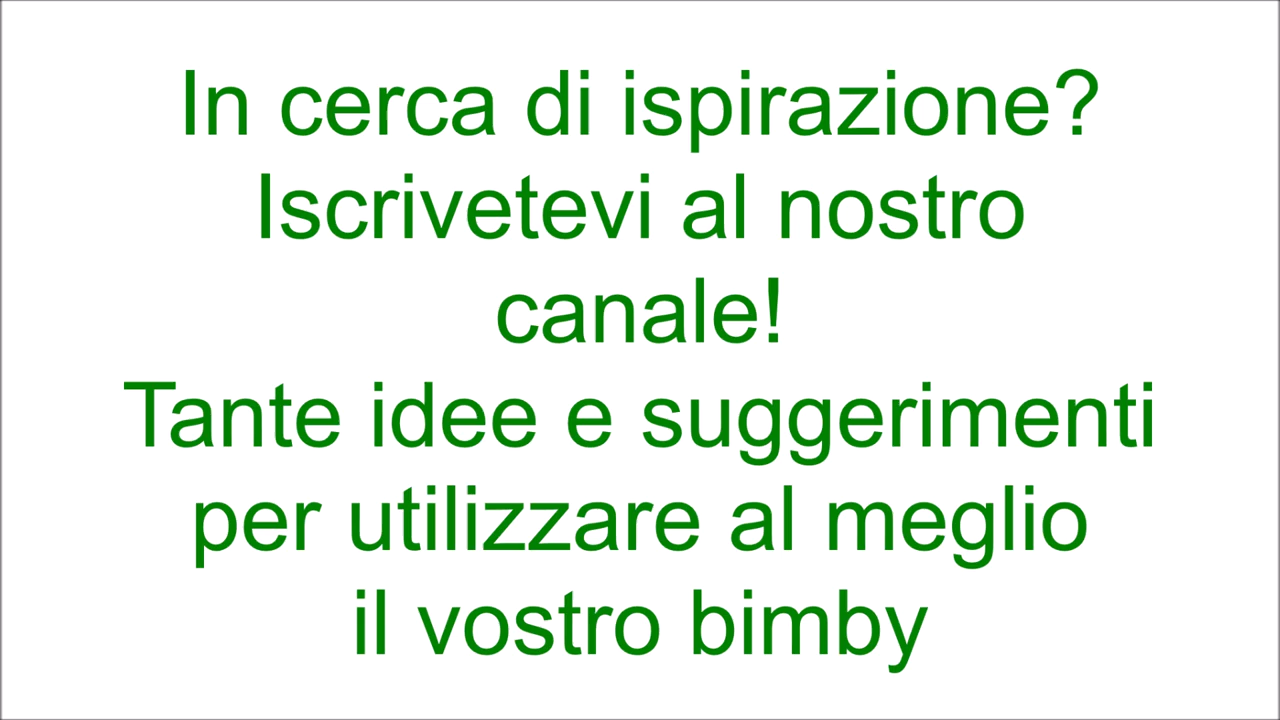 In cerca di ispirazione?
Iscrivetevi al nostro
canale!
Tante idee e suggerimenti
per utilizzare al meglio
il vostro bimby